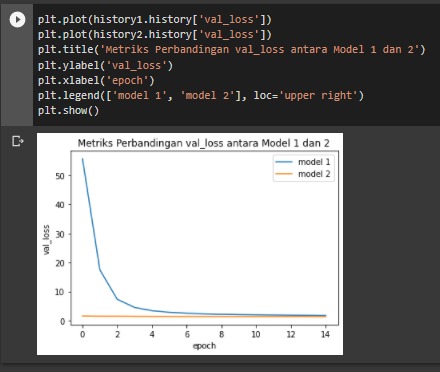 plt.plot(history1.history['val_loss'])
plt.plot(history2.history['val_loss'])
plt.title('Metriks Perbandingan val_loss antara Model 1 dan 2')
plt.ylabel('val_loss')
plt.xlabel('epoch')
plt.legend(['model 1', 'model 2'], loc='upper right')
plt.show()
Metriks Perbandingan val_loss antara Model 1 dan 2
model 1
model 2
50
40
30
20
10
0
val_loss
0 2 4 6 8 10 12 14
epoch